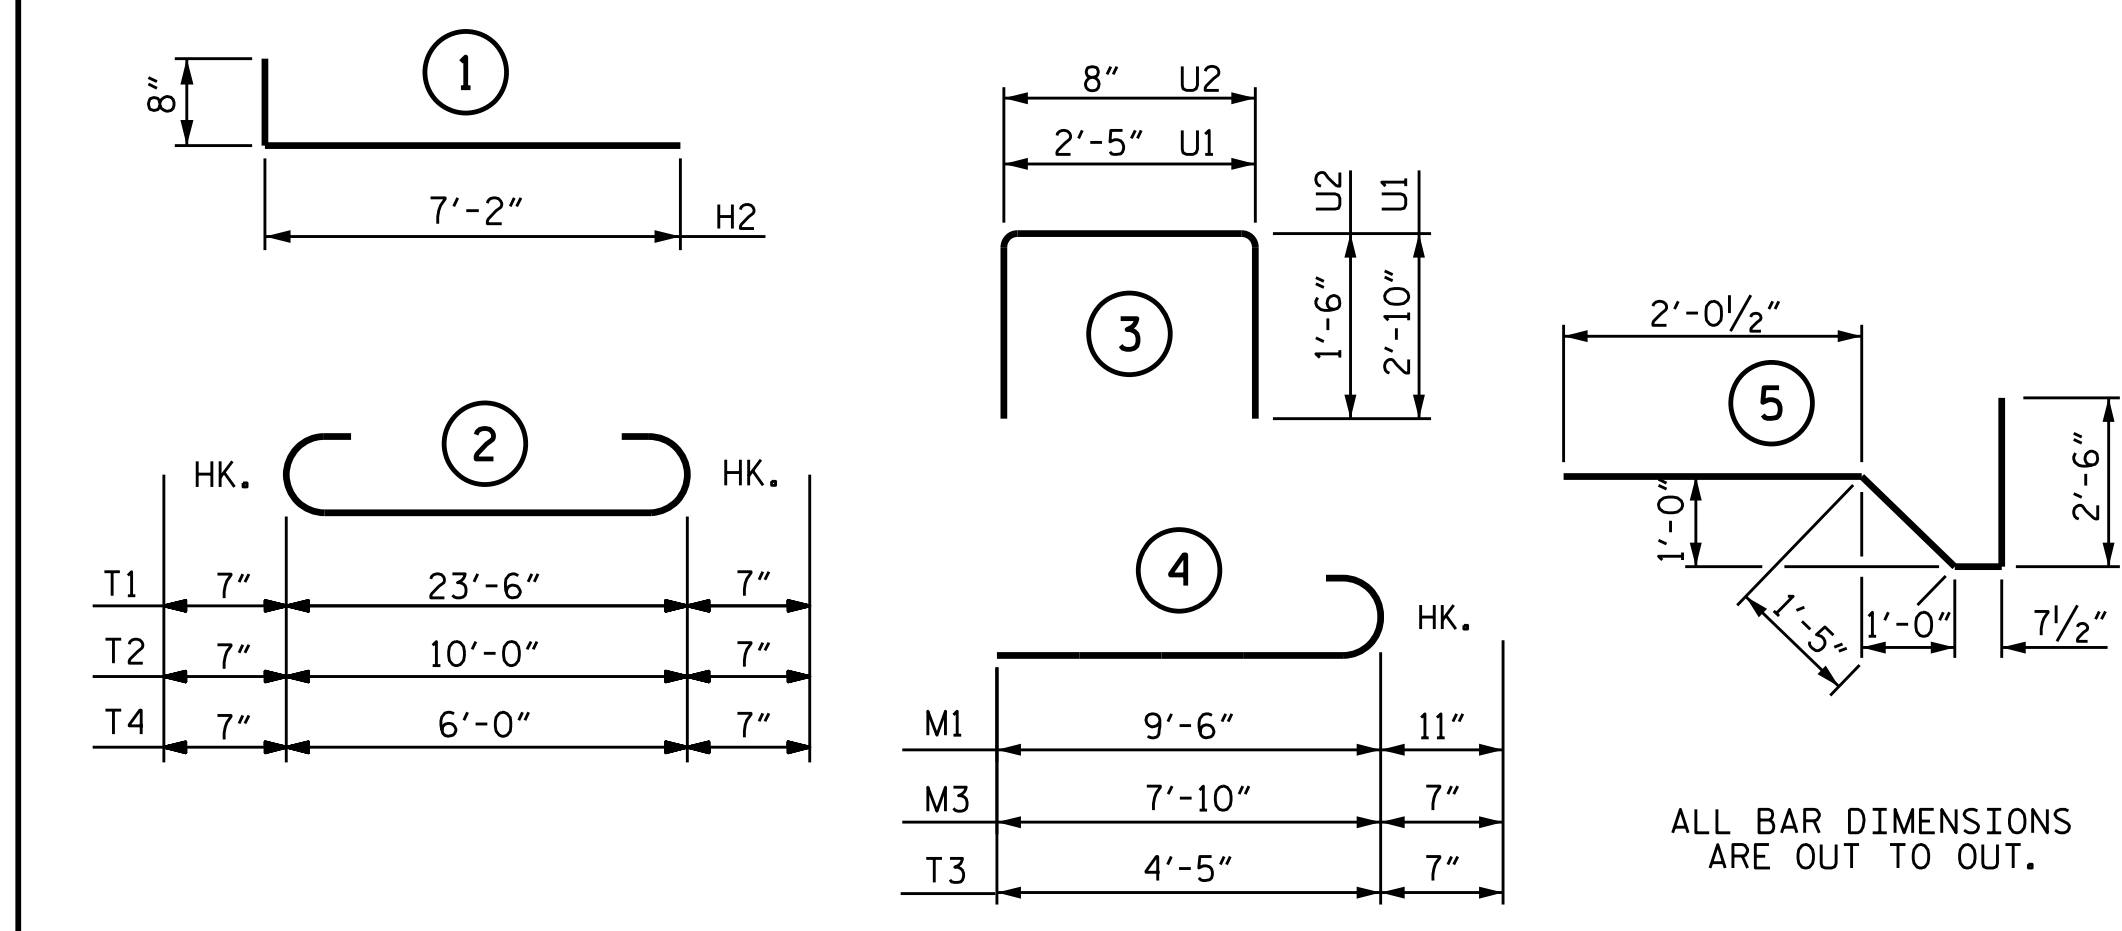 1
8"
7'-2"
H2
2
HK.
HK.
T1 7" 23'-6" 7"
T2 7" 10'-0" 7"
T4 7" 6'-0" 7"
8" U2
2'-5" U1
U2
U1
3
1'-6"
2'-10"
4
HK.
M1 9'-6" 11"
M3 7'-10" 7"
T3 4'-5" 7"
2'-0½"
5
1'-0"
2'-6"
1'-5"
1'-0"
7½"
ALL BAR DIMENSIONS
ARE OUT TO OUT.